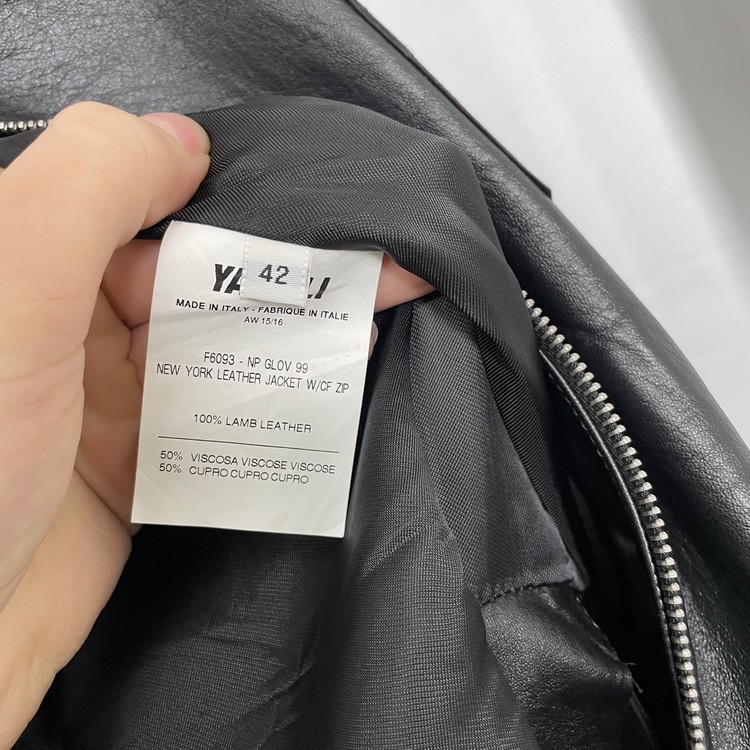 42
MADE IN ITALY - FABRIQUE IN ITALIE
AW 15/16
F6093 - NP GLOV 99
NEW YORK LEATHER JACKET W/CF ZIP
100% LAMB LEATHER
50% VISCOSA VISCOSE VISCOSE
50% CUPRO CUPRO CUPRO